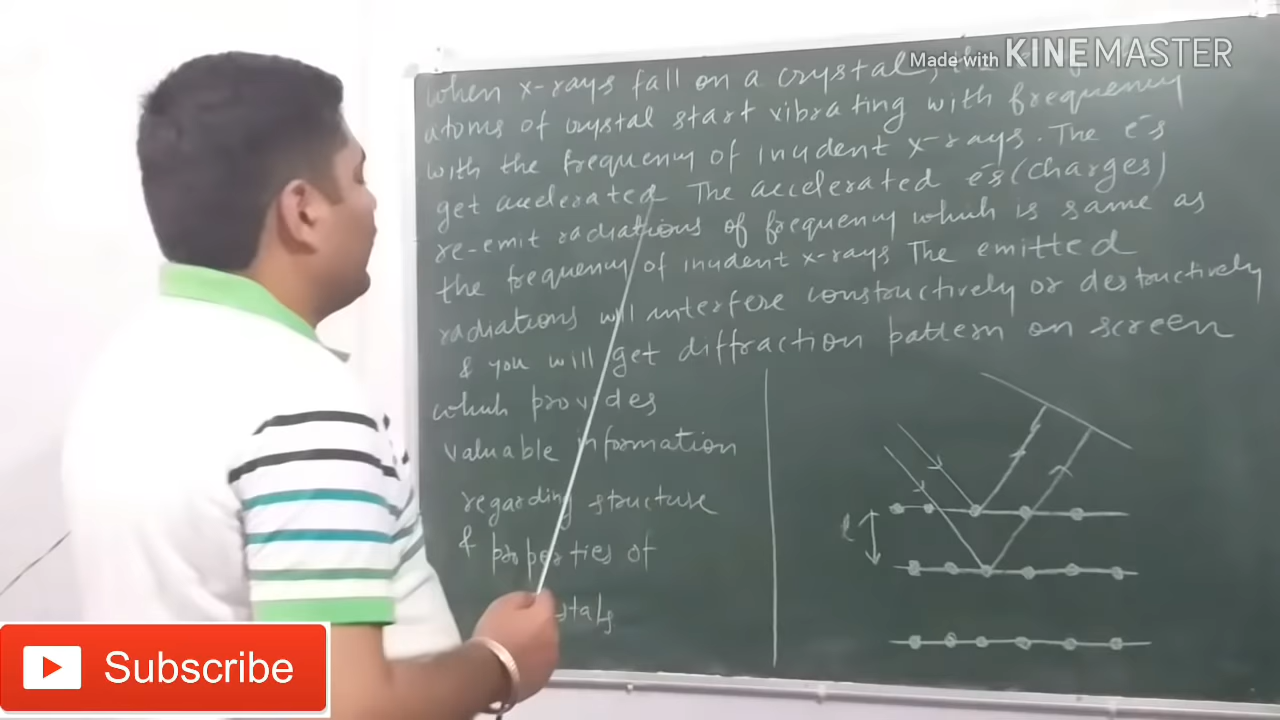 Made with KINEMASTER
when x-rays fall on a crystal, the
atoms of crystal start vibrating with frequency
with the frequency of incident x-rays. The e⁻s
get accelerated The accelerated e⁻s (charges)
re-emit radiations of frequency which is same as
the frequency of incident x-rays The emitted
radiations will interfere constructively or destructively
& you will get diffraction pattern on screen
which provides
valuable information
regarding structure
& properties of
stals
l
Subscribe